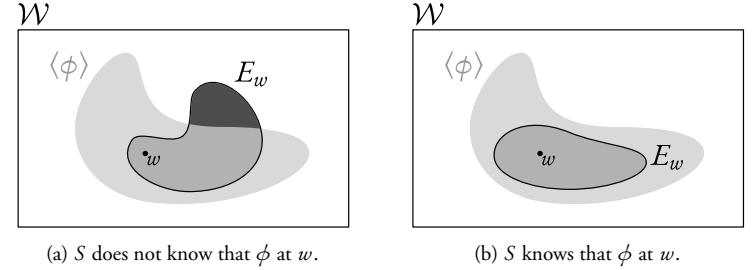 𝒲 𝒲
⟨ϕ⟩ E_w ⟨ϕ⟩
w w E_w
(a) S does not know that ϕ at w. (b) S knows that ϕ at w.